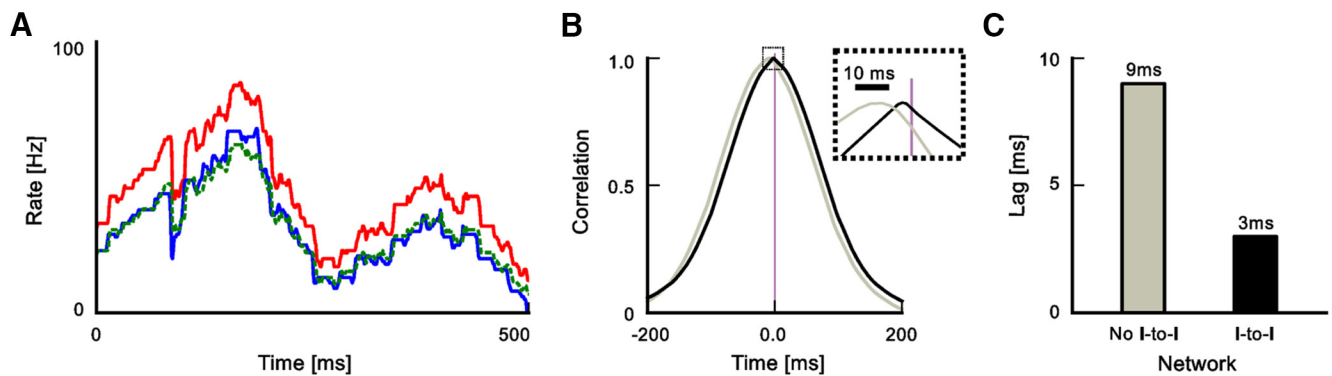 A
100
Rate [Hz]
0
0
500
Time [ms]
B
1.0
0.5
0
Correlation
-200
0.0
200
Time [ms]
10 ms
C
10
5
0
Lag [ms]
9ms
3ms
No I-to-I
I-to-I
Network